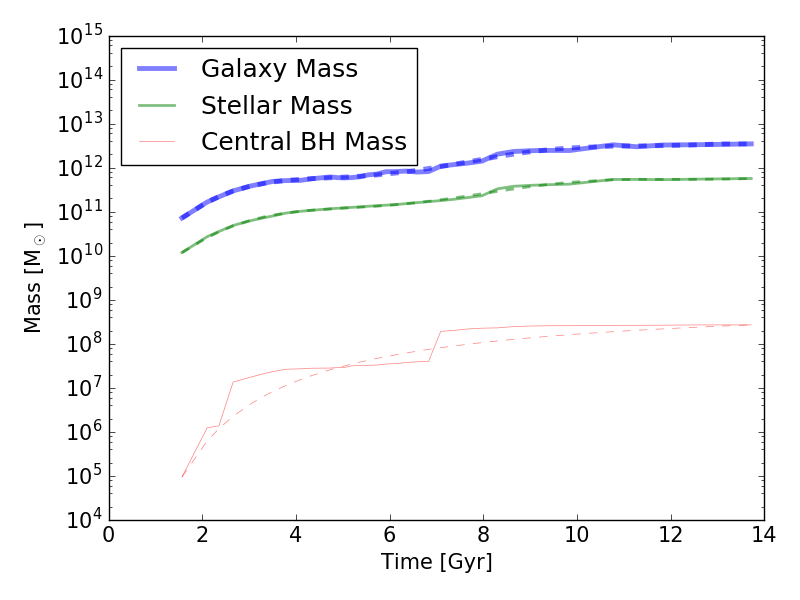 10^15
10^14
10^13
10^12
10^11
10^10
10^9
10^8
10^7
10^6
10^5
10^4
Mass [M_⊙]
Galaxy Mass
Stellar Mass
Central BH Mass
0 2 4 6 8 10 12 14
Time [Gyr]